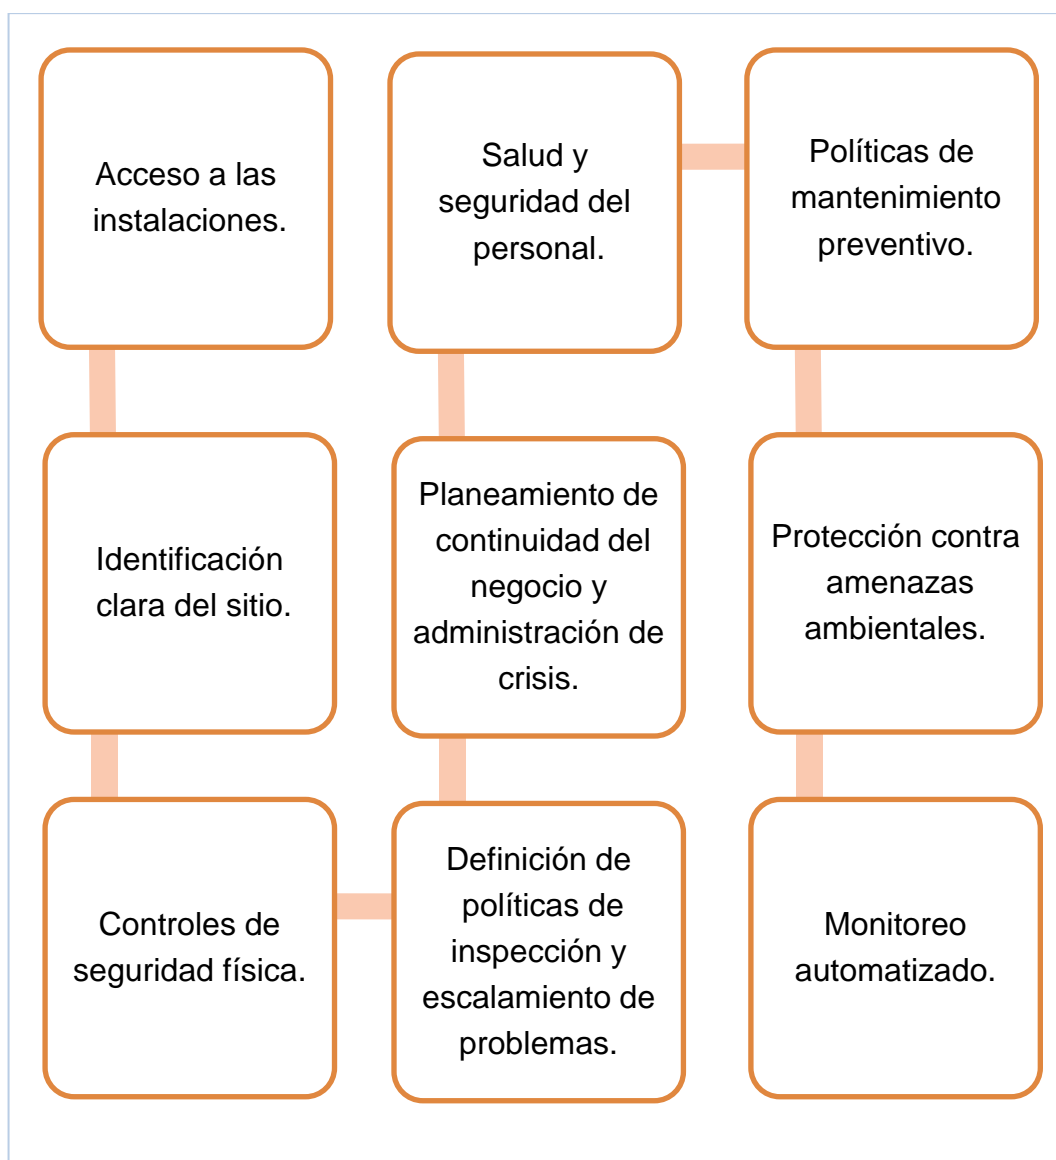 Acceso a las
instalaciones.
Identificación
clara del sitio.
Controles de
seguridad física.
Definición de
políticas de
inspección y
escalamiento de
problemas.
Planeamiento de
continuidad del
negocio y
administración de
crisis.
Salud y
seguridad del
personal.
Políticas de
mantenimiento
preventivo.
Protección contra
amenazas
ambientales.
Monitoreo
automatizado.